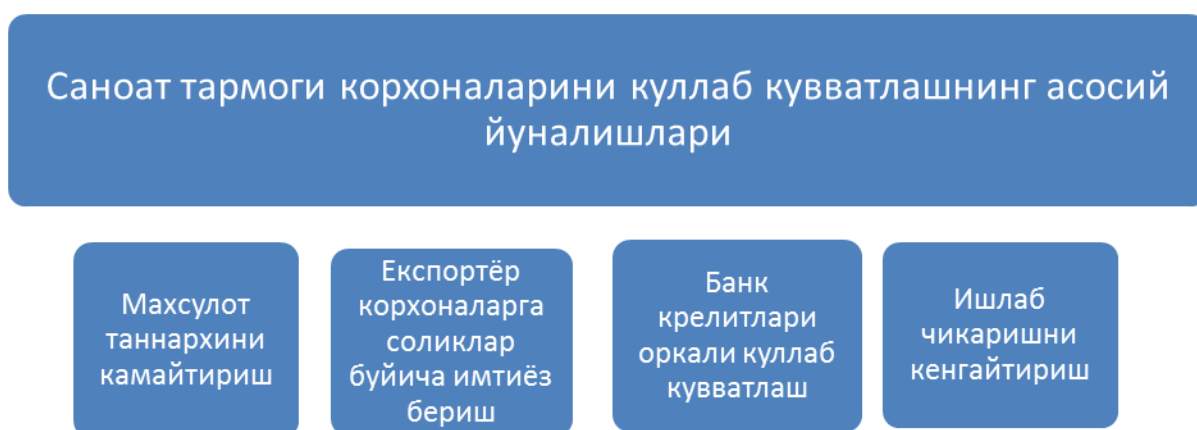 Саноат тармоги корхоналарини куллаб кувватлашнинг асосий
йуналишлари
Махсулот
таннархини
камайтириш
Експортёр
корхоналарга
соликлар
буйича имтиёз
бериш
Банк
крелитлари
оркали куллаб
кувватлаш
Ишлаб
чикаришни
кенгайтириш